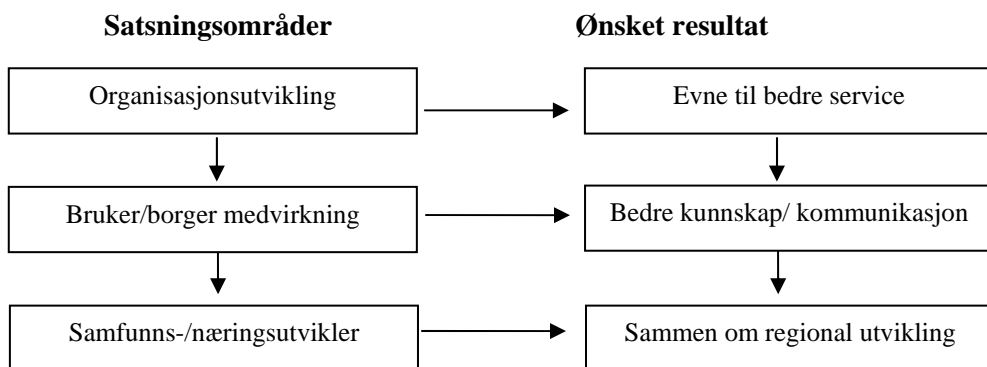 Satsningsområder
Ønsket resultat
Organisasjonsutvikling
Evne til bedre service
Bruker/borger medvirkning
Bedre kunnskap/ kommunikasjon
Samfunns-/næringsutvikler
Sammen om regional utvikling